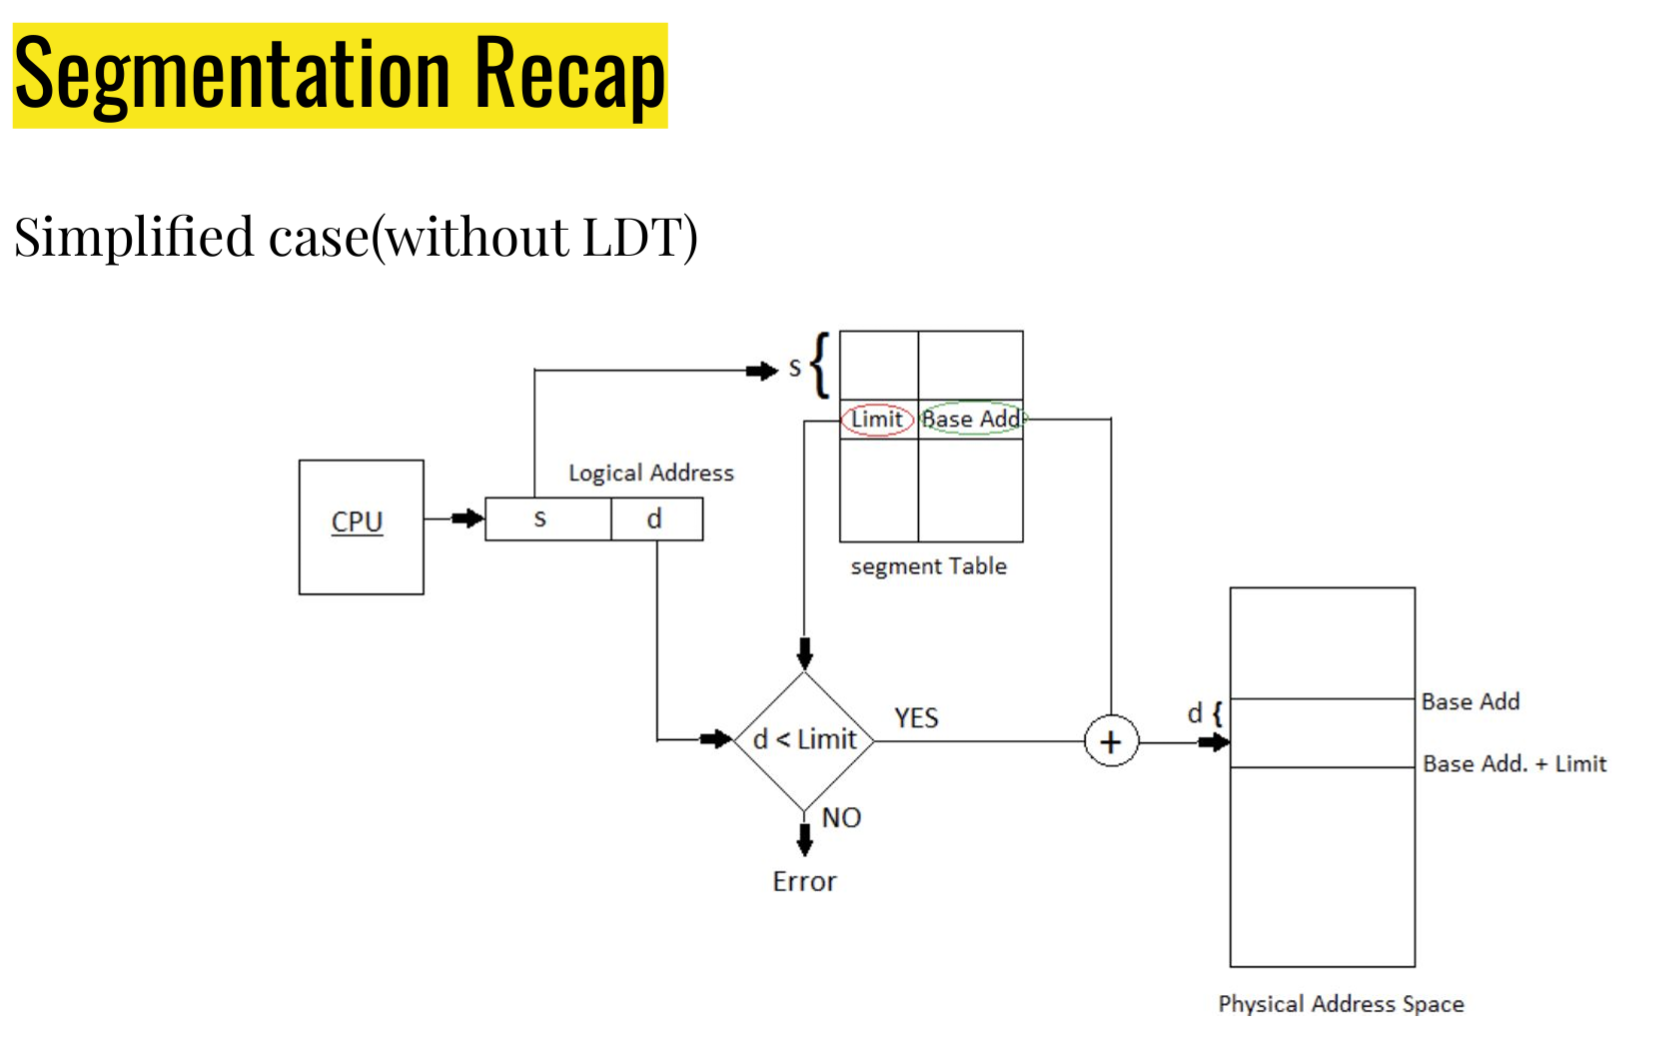 Segmentation Recap
Simplified case(without LDT)
s {
Limit
Base Add
Logical Address
CPU
s
d
segment Table
d < Limit
YES
+
d {
Base Add
Base Add. + Limit
NO
Error
Physical Address Space